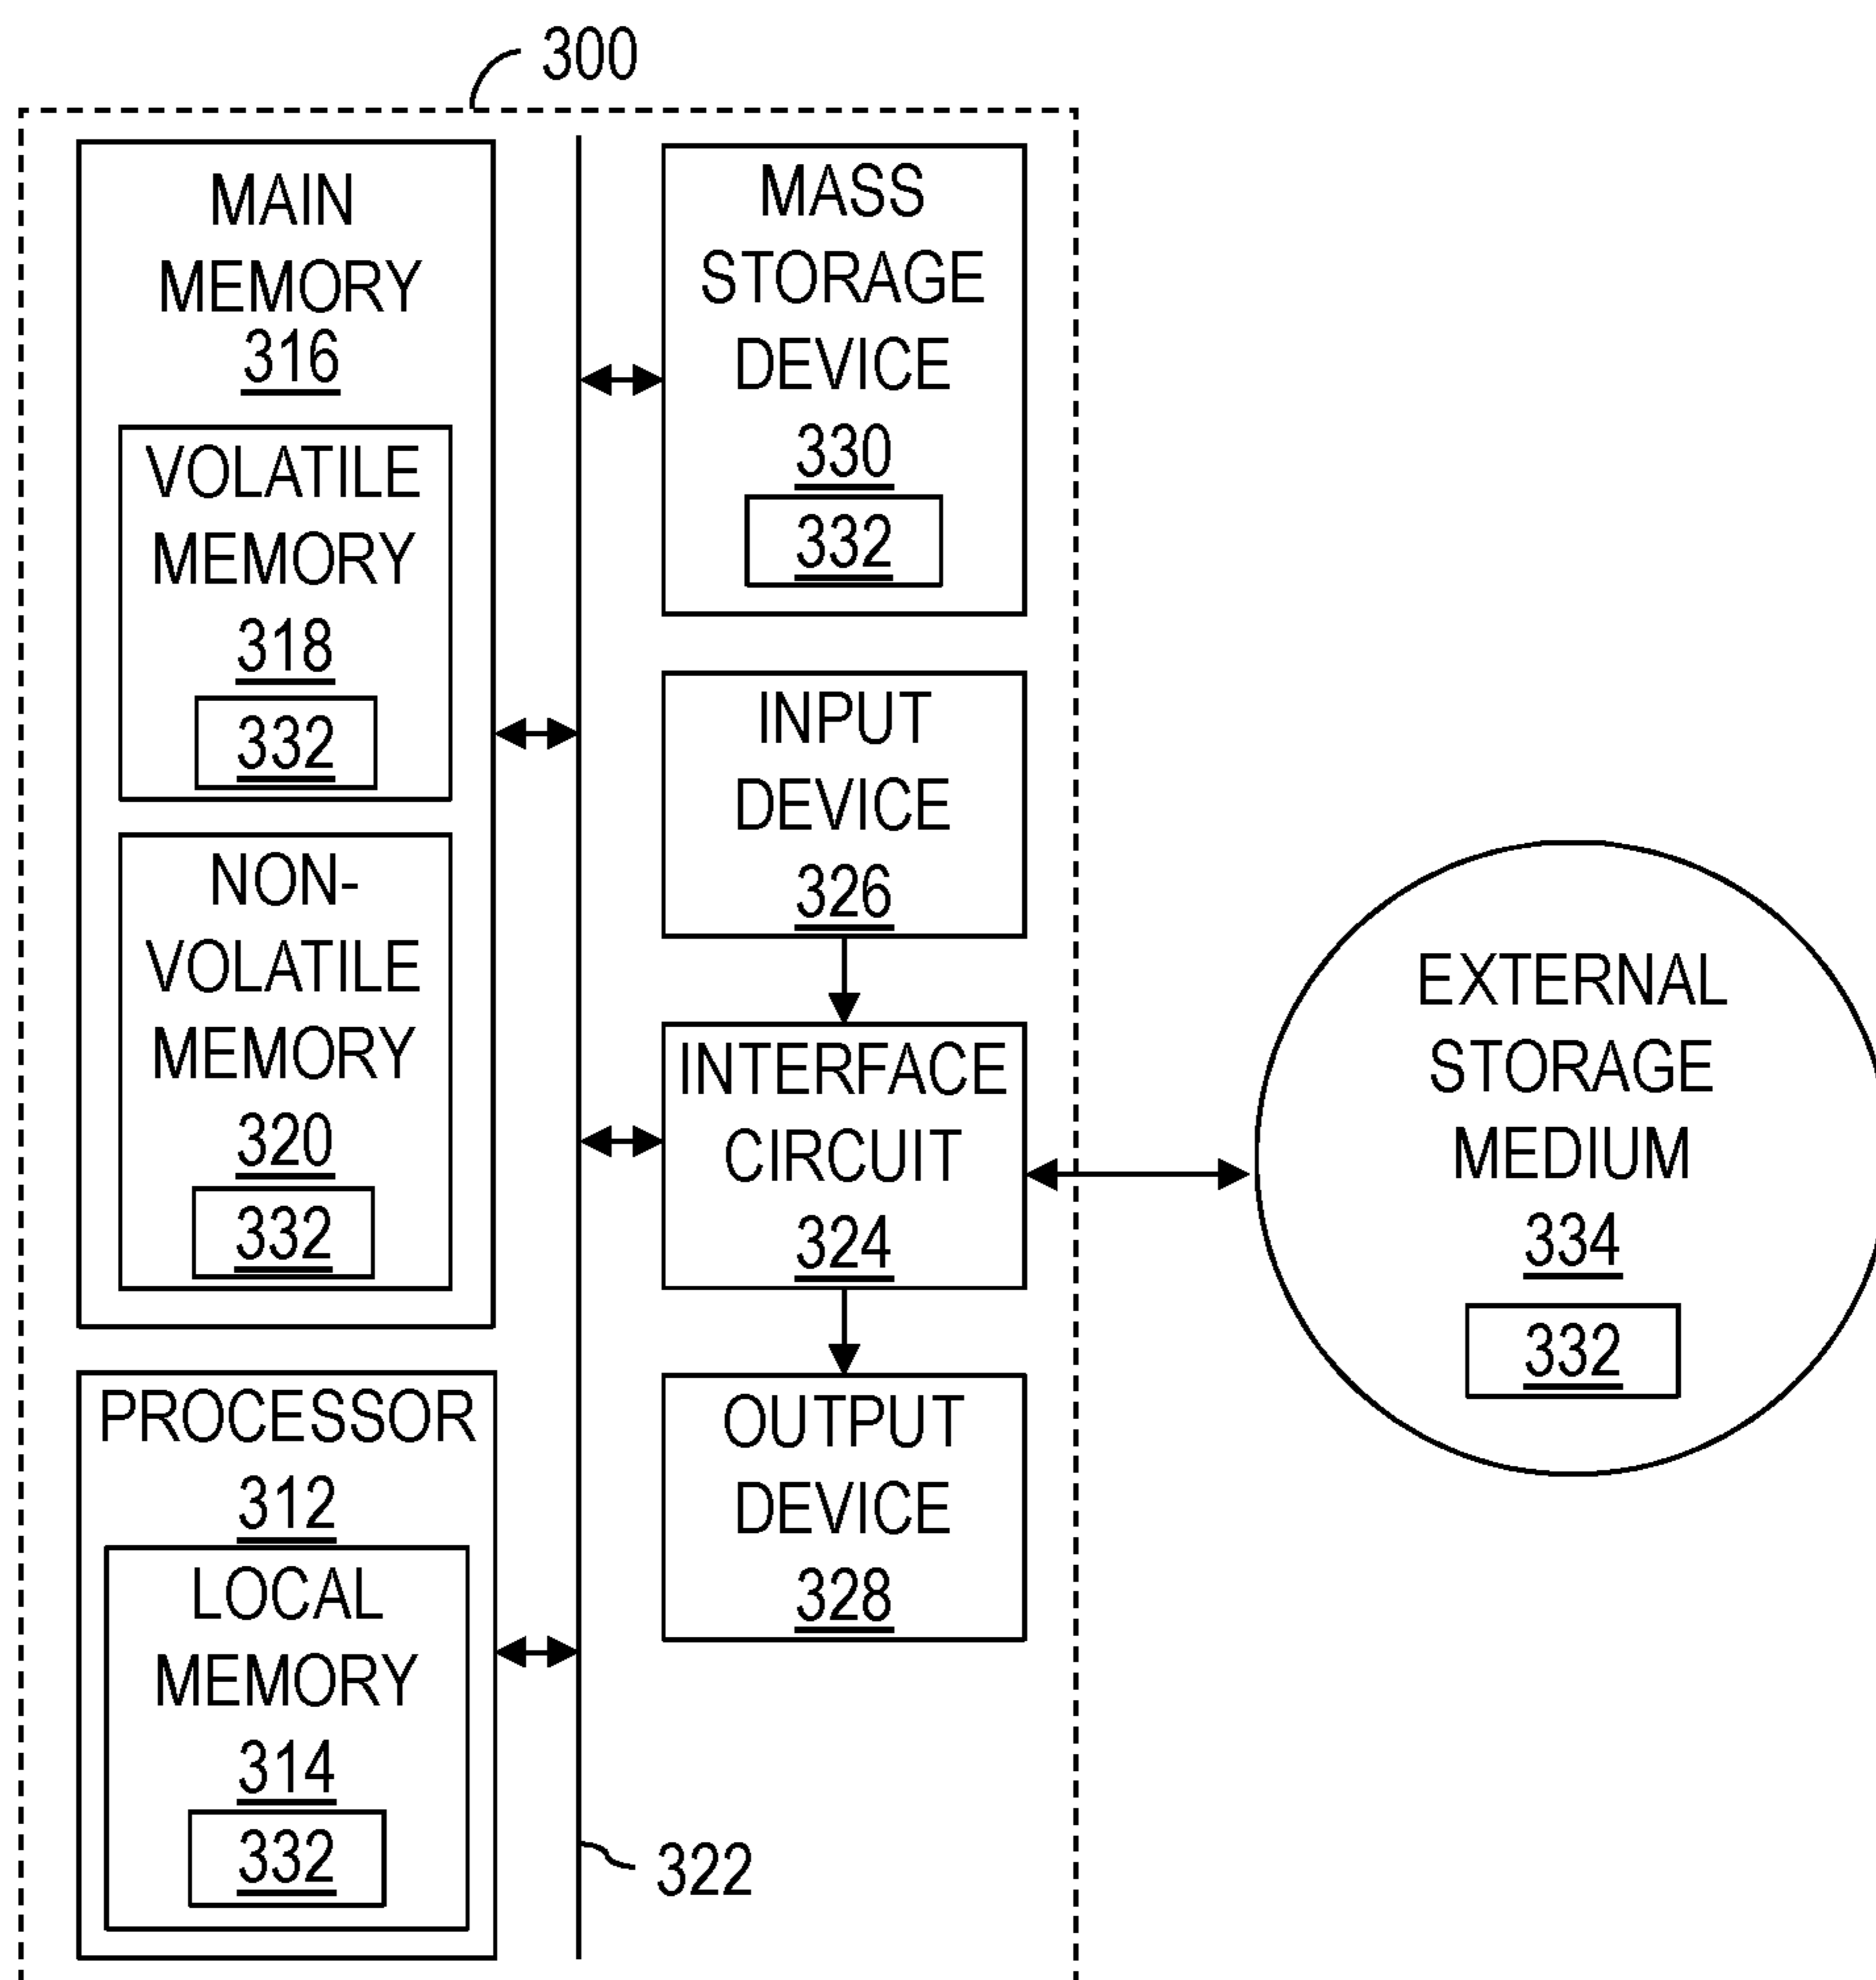 300
MAIN
MEMORY
316
VOLATILE
MEMORY
318
332
NON-
VOLATILE
MEMORY
320
332
PROCESSOR
312
LOCAL
MEMORY
314
332
322
MASS
STORAGE
DEVICE
330
332
INPUT
DEVICE
326
INTERFACE
CIRCUIT
324
OUTPUT
DEVICE
328
EXTERNAL
STORAGE
MEDIUM
334
332